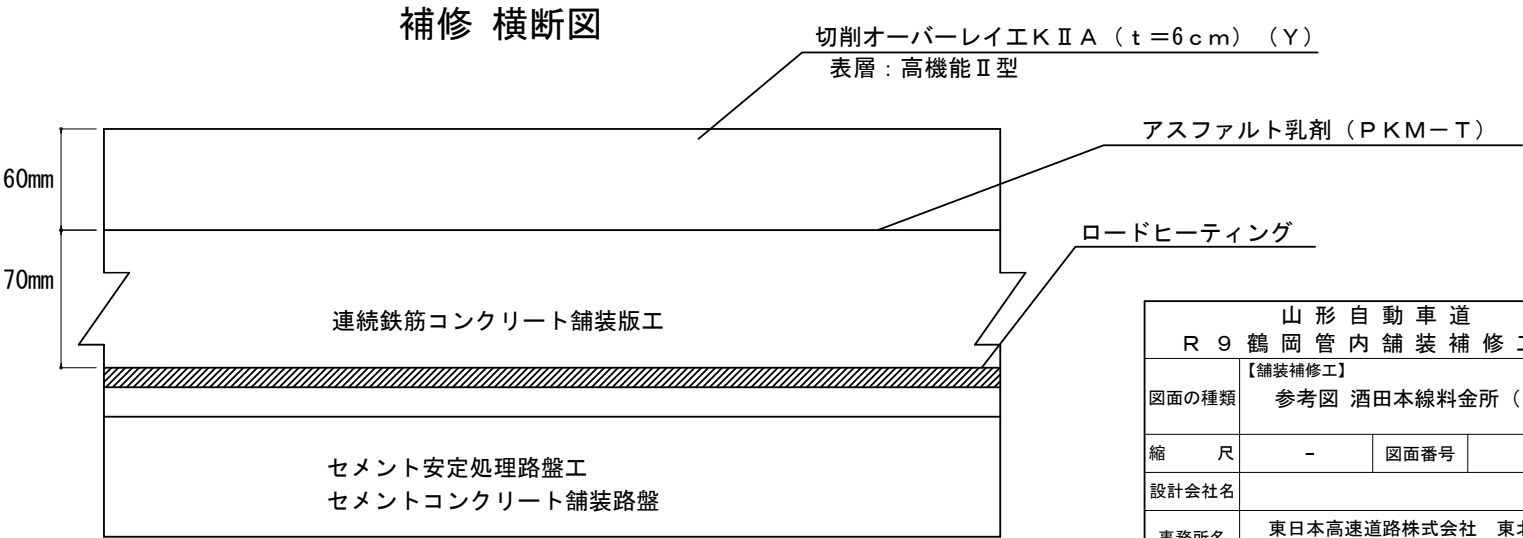 補修 横断図
切削オーバーレイ工KⅡA（t=6cm）（Y）
表層：高機能Ⅱ型
アスファルト乳剤（PKM－T）
60mm
ロードヒーティング
70mm
連続鉄筋コンクリート舗装版工
セメント安定処理路盤工
セメントコンクリート舗装路盤
山形自動車道
R9鶴岡管内舗装補修
図面の種類
【舗装補修工】
参考図 酒田本線料金所（
縮 尺
-
図面番号
設計会社名
事務所名
東日本高速道路株式会社 東北